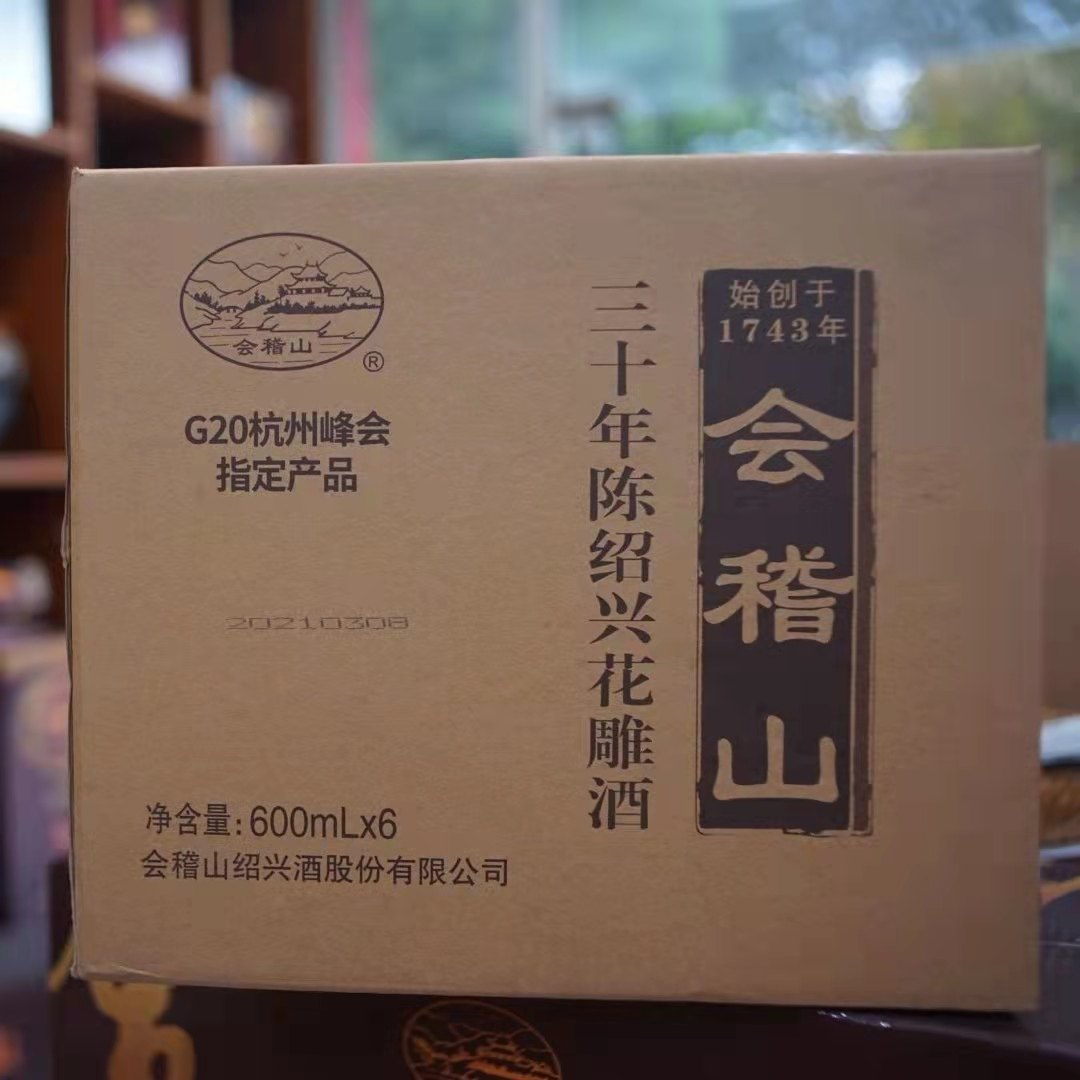 会稽山
®
G20杭州峰会
指定产品
20210308
净含量:600mLx6
会稽山绍兴酒股份有限公司
三十年陈绍兴花雕酒
始创于
1743年
会稽山